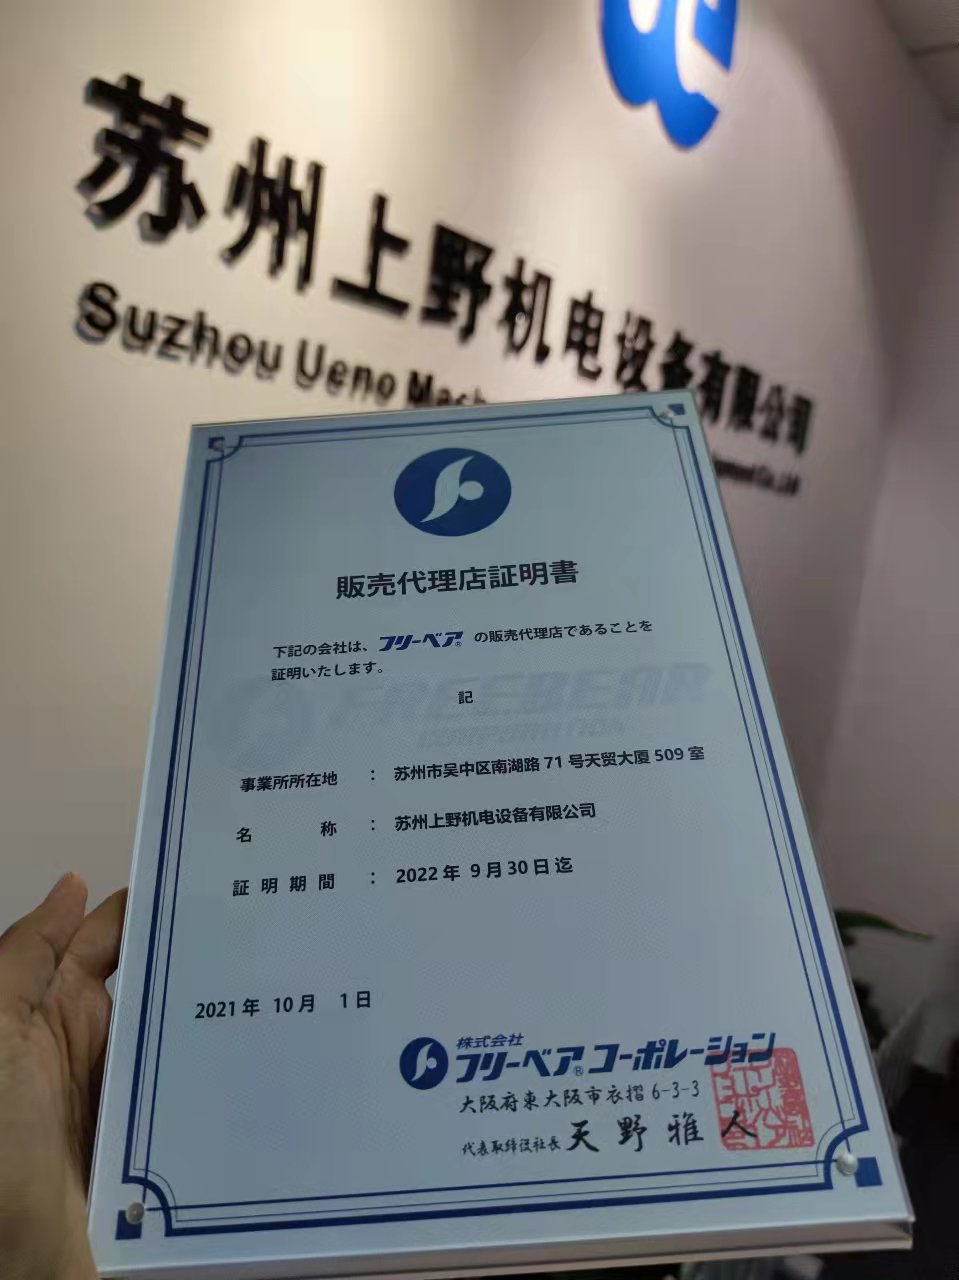 苏州上野机电设备有限公司
Suzhou Ueno Mach
Co.,Ltd
販売代理店証明書
下記の会社は、フリーベア® の販売代理店であることを
証明いたします。
FREEBEAR
CORPORATION
記
事業所所在地 : 苏州市吴中区南湖路 71 号天贸大厦 509 室
名 称 : 苏州上野机电设备有限公司
証 明 期 間 : 2022 年 9 月 30 日 迄
2021 年 10 月 1 日
株式会社
フリーベア® コーポレーション
大阪府東大阪市衣摺 6-3-3
代表取締役社長 天 野 雅 人